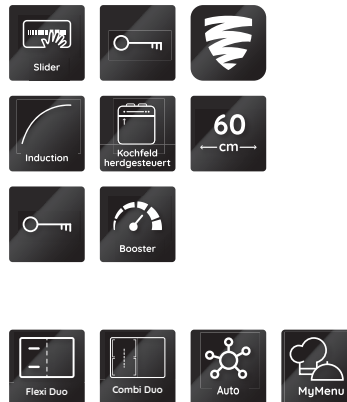 Slider
Induction
Kochfeld
herdgesteuert
60
cm
Booster
Flexi Duo
Combi Duo
Auto
MyMenu